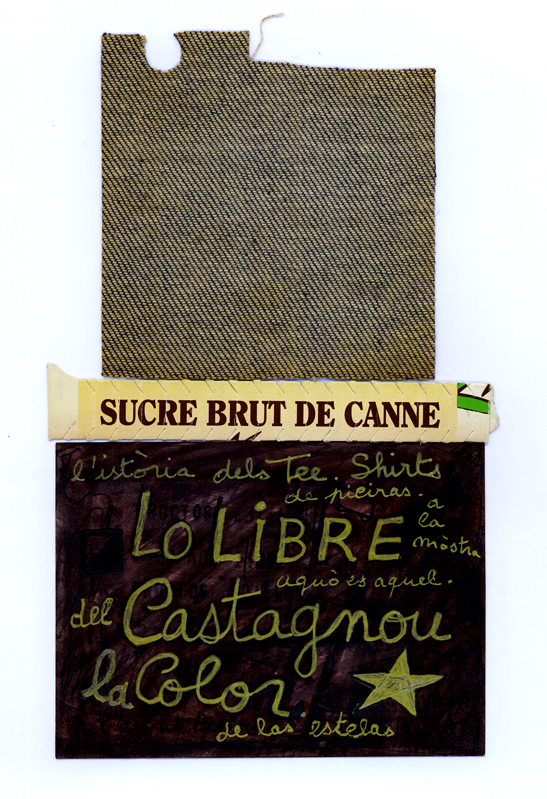 SUCRE BRUT DE CANNE
l'istòria dels Tee. Shirts
de pieiras.
a
la
mòstra
Lo LiBRE
aquò es aquel.
del Castagnou
la Color
de las estelas